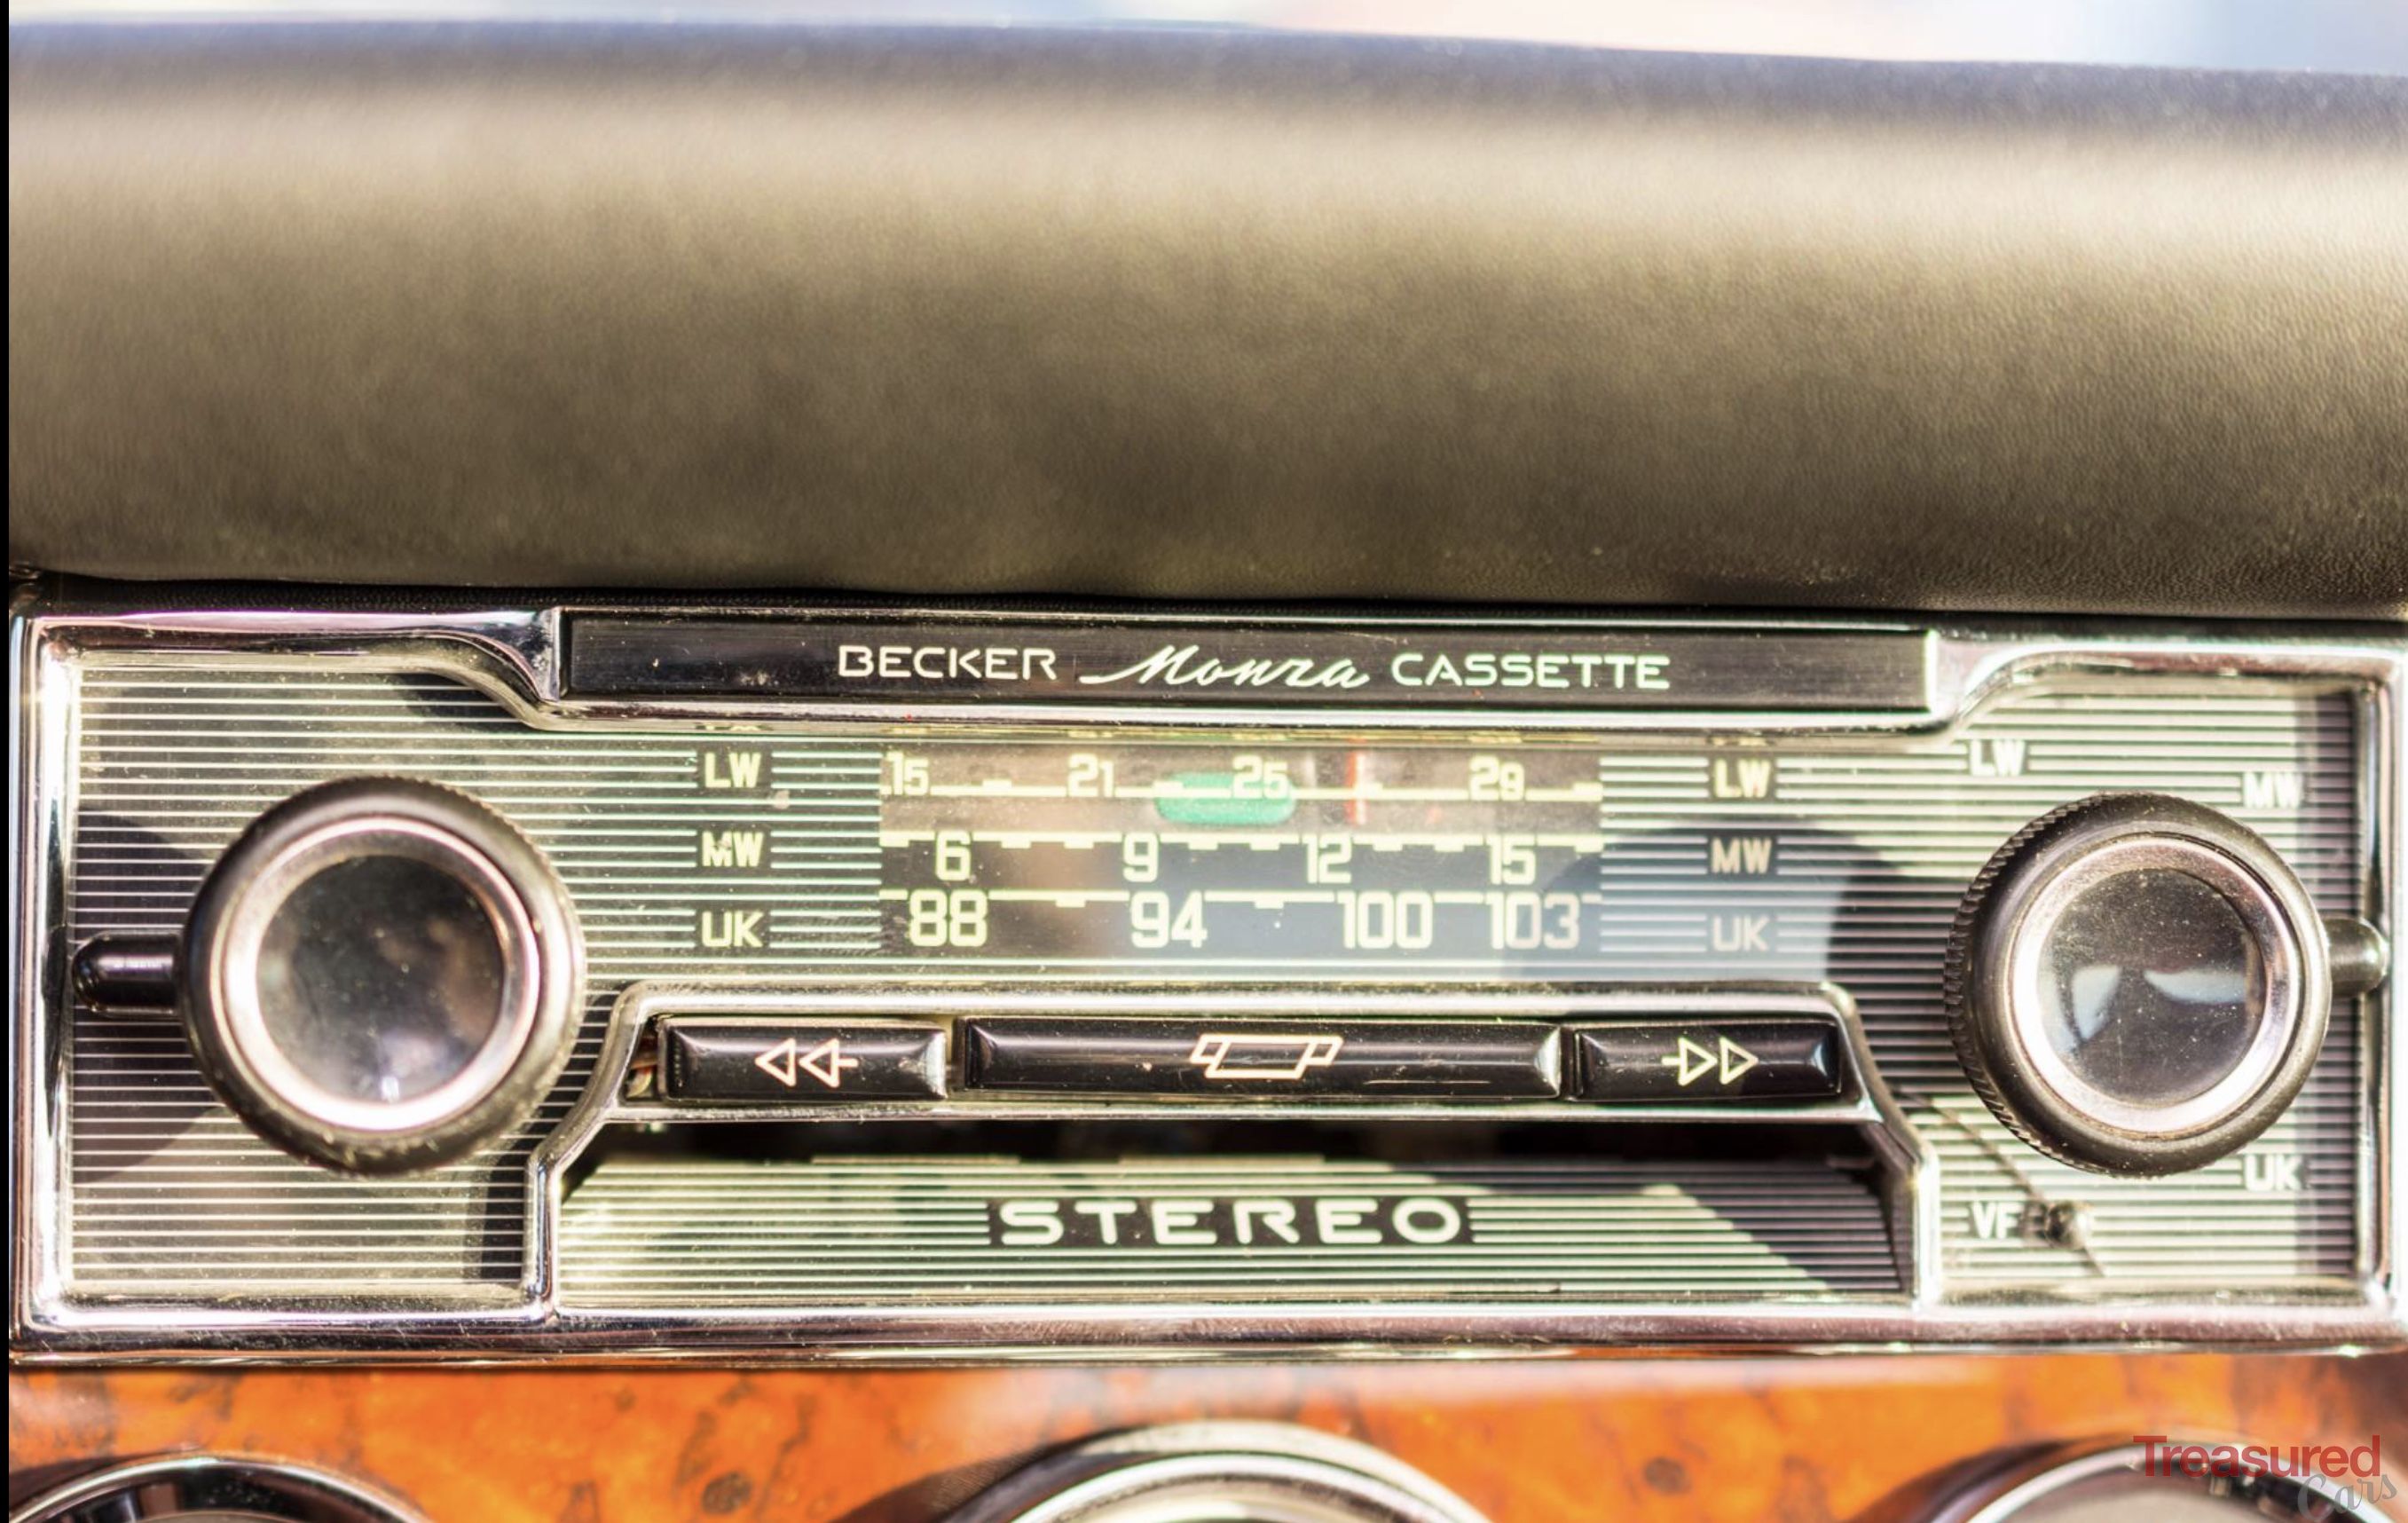 BECKER Monza CASSETTE
LW 15 21 25 29 LW LW
MW
MW 6 9 12 15 MW
UK 88 94 100 103 UK
UK
STEREO
VF
Treasured
Cars